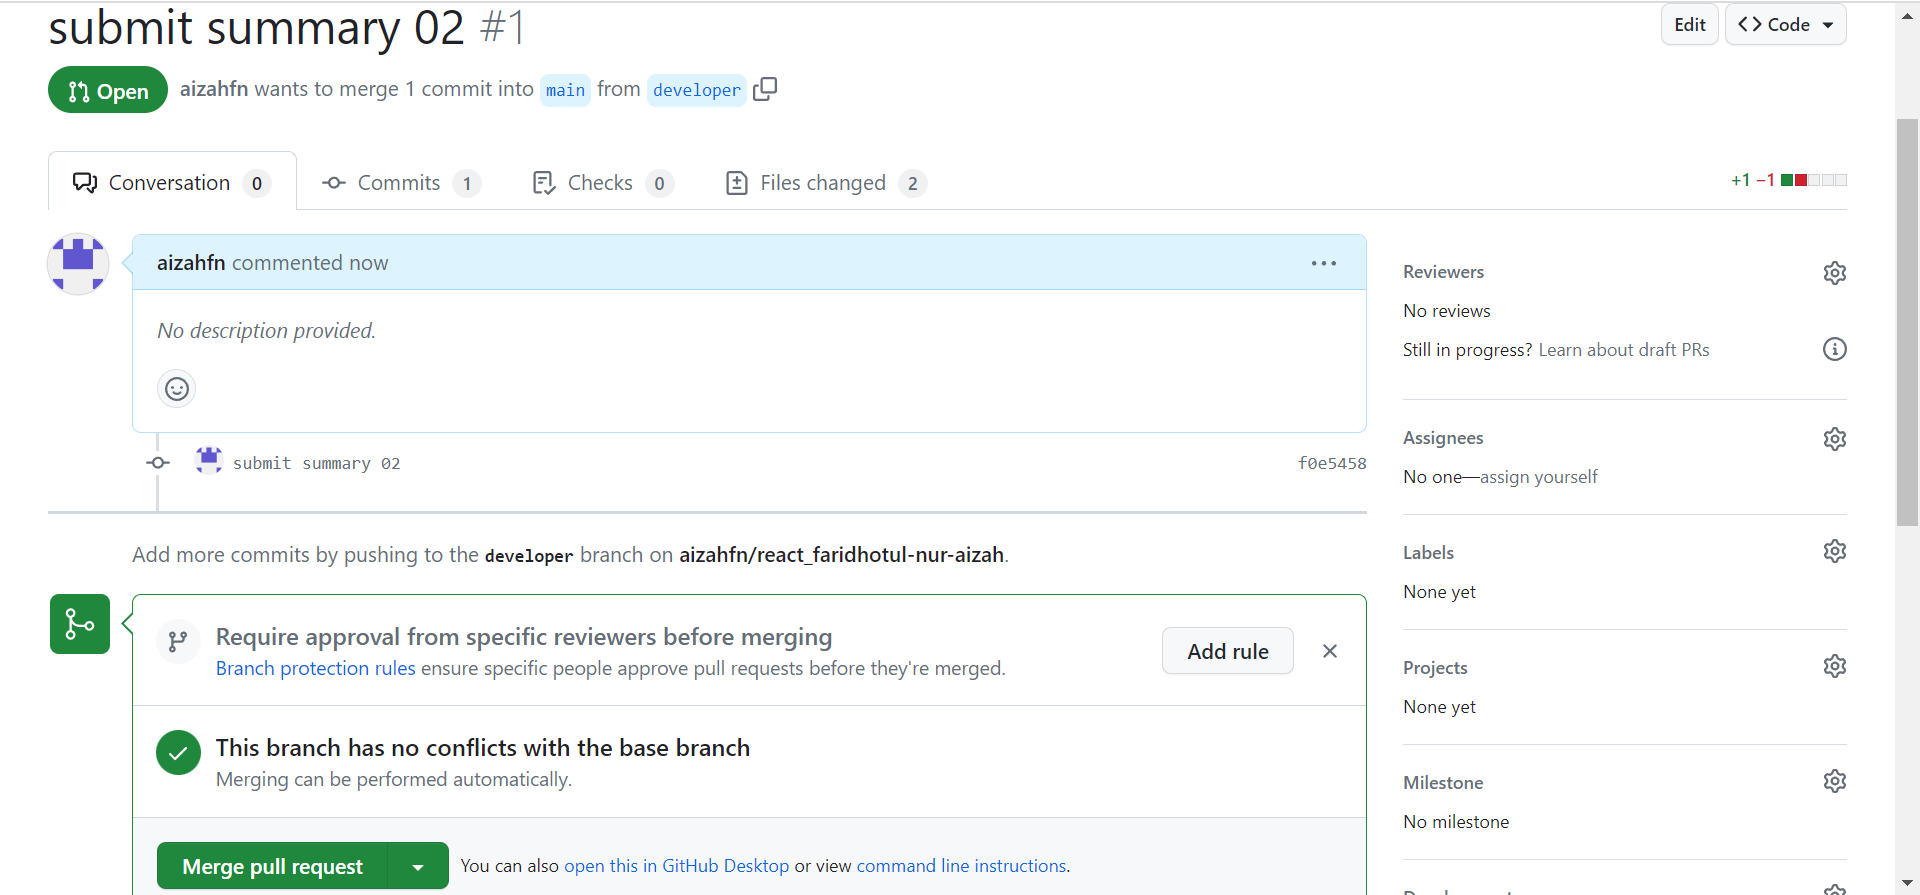 submit summary 02 #1
Edit
Code
Open
aizahfn wants to merge 1 commit into main from developer
Conversation 0
Commits 1
Checks 0
Files changed 2
+1 −1
aizahfn commented now
No description provided.
submit summary 02
f0e5458
Add more commits by pushing to the developer branch on aizahfn/react_faridhotul-nur-aizah.
Require approval from specific reviewers before merging
Branch protection rules ensure specific people approve pull requests before they're merged.
Add rule
This branch has no conflicts with the base branch
Merging can be performed automatically.
Merge pull request
You can also open this in GitHub Desktop or view command line instructions.
Reviewers
No reviews
Still in progress? Learn about draft PRs
Assignees
No one—assign yourself
Labels
None yet
Projects
None yet
Milestone
No milestone